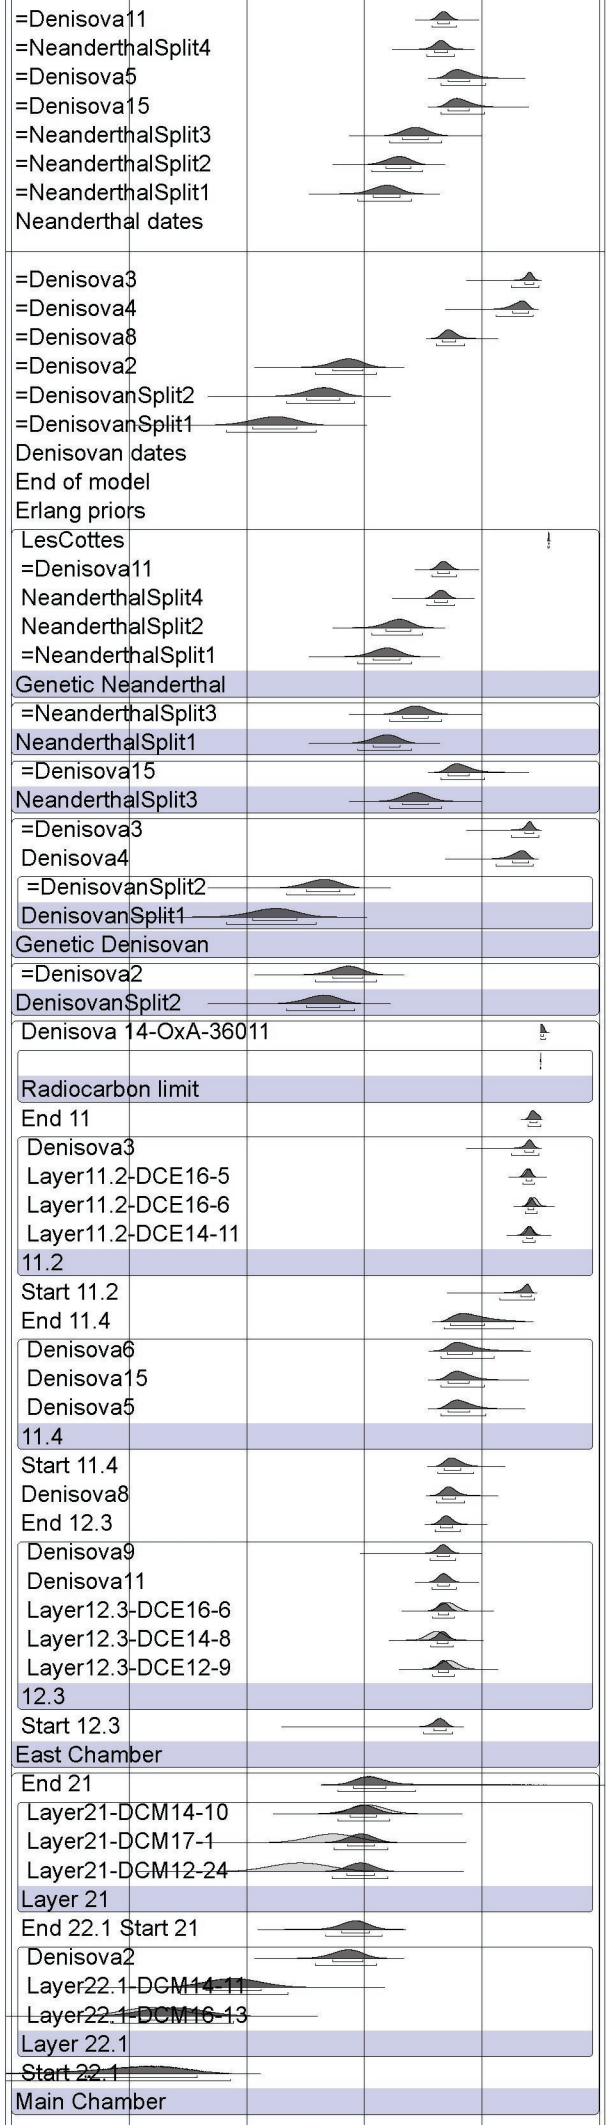 =Denisova11
=NeanderthalSplit4
=Denisova5
=Denisova15
=NeanderthalSplit3
=NeanderthalSplit2
=NeanderthalSplit1
Neanderthal dates
=Denisova3
=Denisova4
=Denisova8
=Denisova2
=DenisovanSplit2
=DenisovanSplit1
Denisovan dates
End of model
Erlang priors
LesCottes
=Denisova11
NeanderthalSplit4
NeanderthalSplit2
=NeanderthalSplit1
Genetic Neanderthal
=NeanderthalSplit3
NeanderthalSplit1
=Denisova15
NeanderthalSplit3
=Denisova3
Denisova4
=DenisovanSplit2
DenisovanSplit1
Genetic Denisovan
=Denisova2
DenisovanSplit2
Denisova 14-OxA-36011
Radiocarbon limit
End 11
Denisova3
Layer11.2-DCE16-5
Layer11.2-DCE16-6
Layer11.2-DCE14-11
11.2
Start 11.2
End 11.4
Denisova6
Denisova15
Denisova5
11.4
Start 11.4
Denisova8
End 12.3
Denisova9
Denisova11
Layer12.3-DCE16-6
Layer12.3-DCE14-8
Layer12.3-DCE12-9
12.3
Start 12.3
East Chamber
End 21
Layer21-DCM14-10
Layer21-DCM17-1
Layer21-DCM12-24
Layer 21
End 22.1 Start 21
Denisova2
Layer22.1-DCM14-11
Layer22.1-DCM16-13
Layer 22.1
Start 22.1
Main Chamber